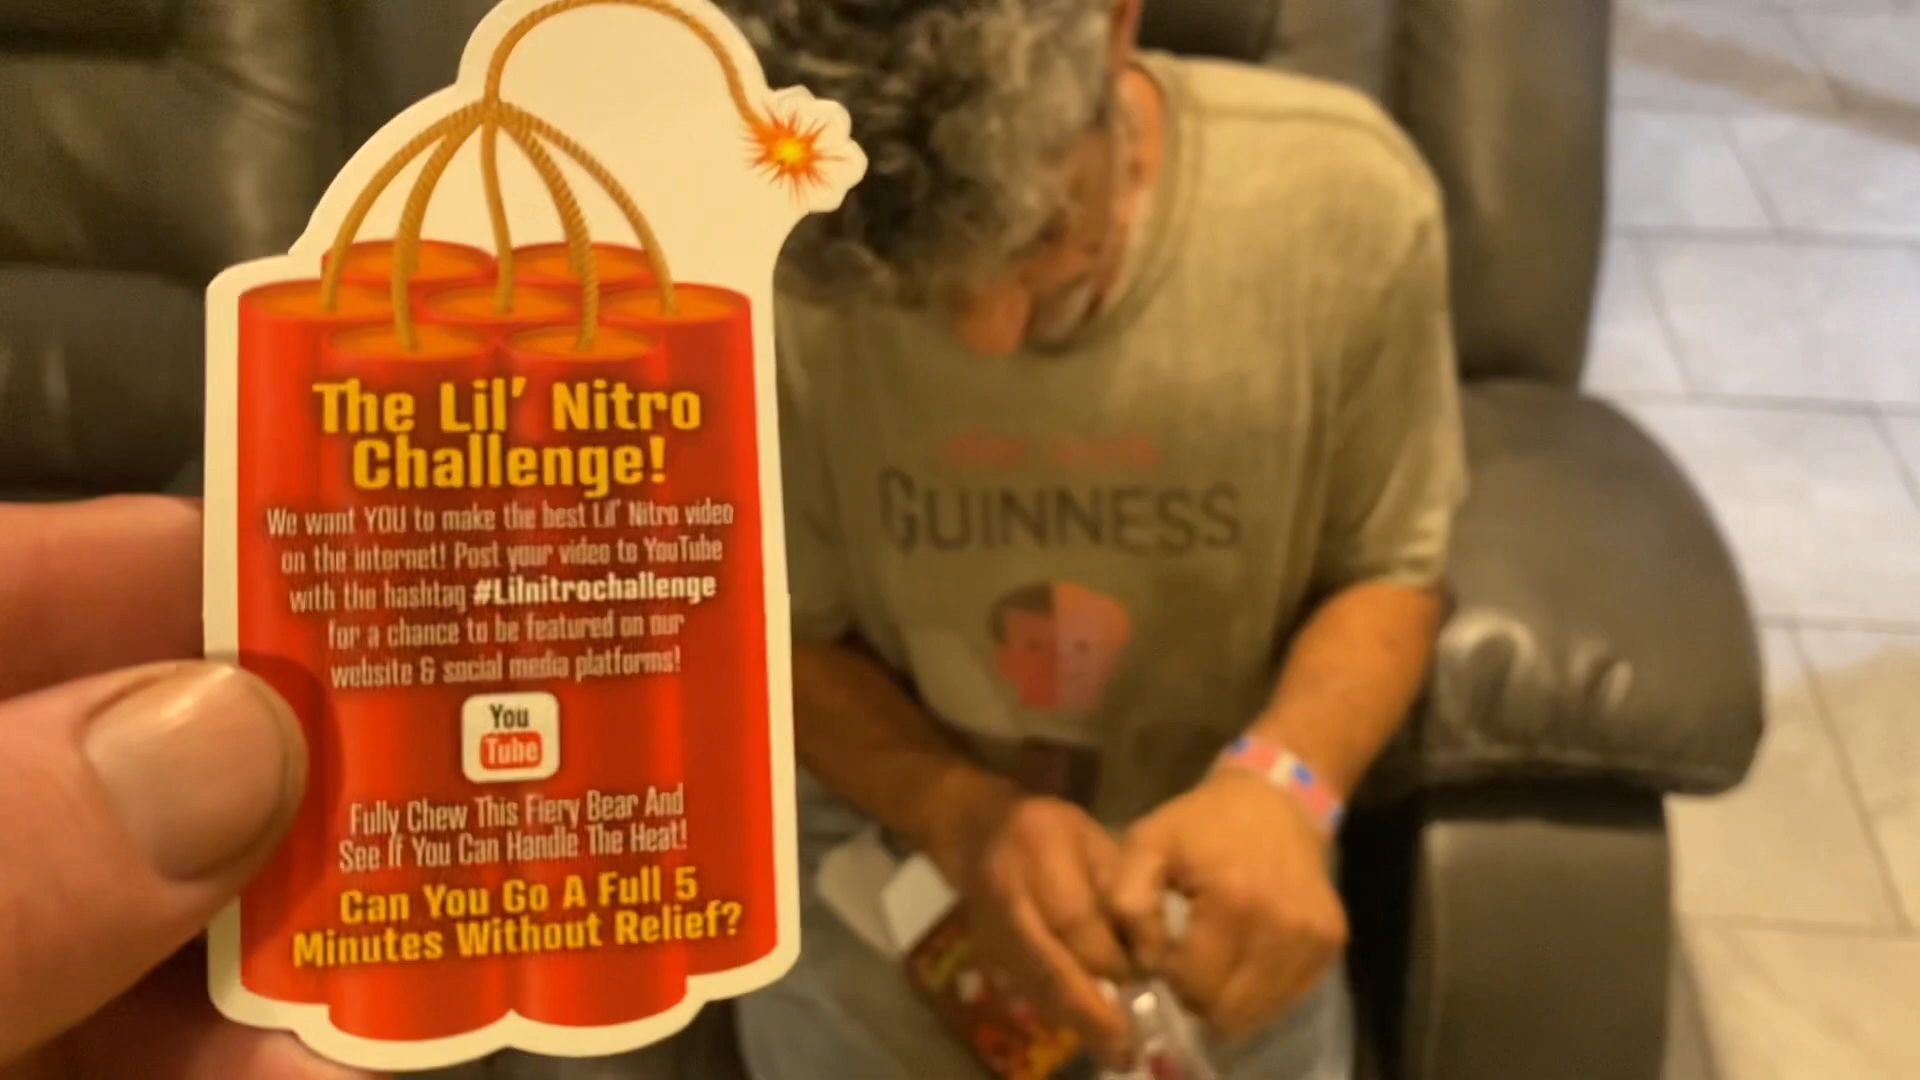 The Lil' Nitro
Challenge!
We want YOU to make the best Lil' Nitro video
on the internet! Post your video to YouTube
with the hashtag #Lilnitrochallenge
for a chance to be featured on our
website & social media platforms!
You
Tube
Fully Chew This Fiery Bear And
See If You Can Handle The Heat!
Can You Go A Full 5
Minutes Without Relief?
GUINNESS